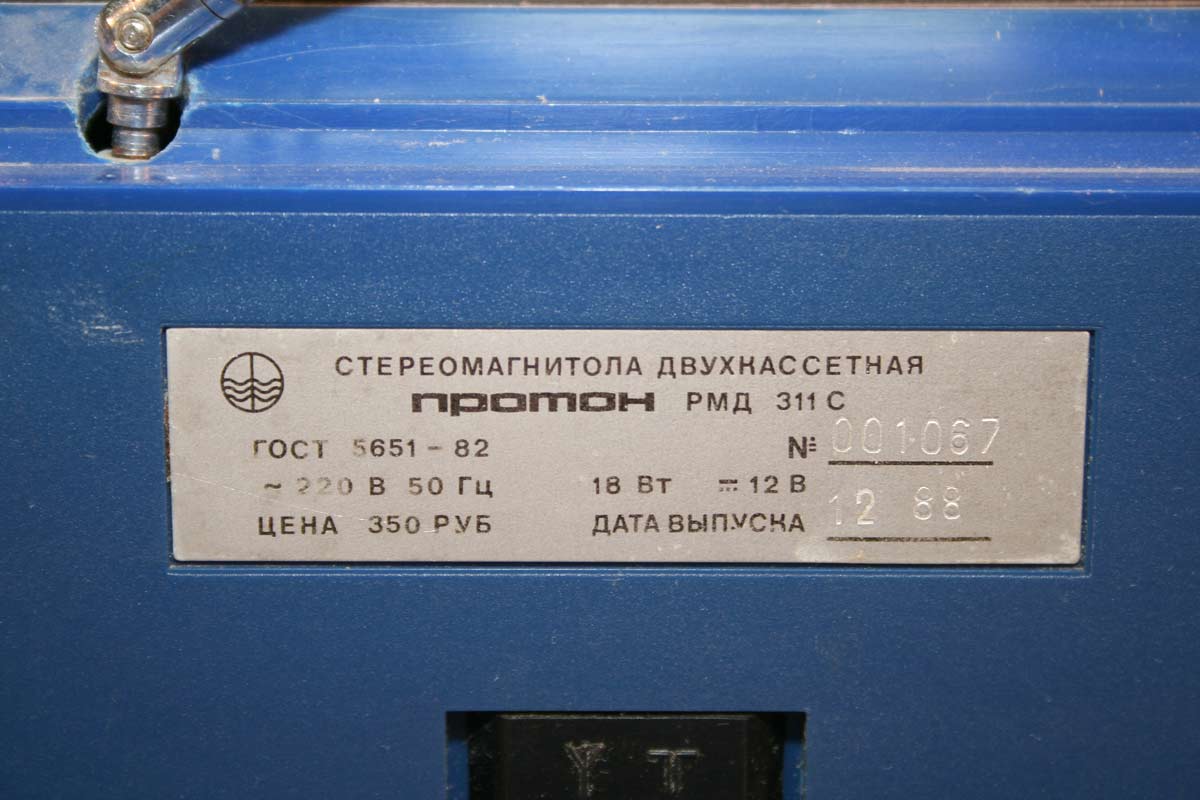 СТЕРЕОМАГНИТОЛА ДВУХКАССЕТНАЯ
ПРОТОН РМД 311 С
ГОСТ 5651-82 № 001067
~ 220 В 50 Гц 18 Вт ⎓ 12 В
ЦЕНА 350 РУБ ДАТА ВЫПУСКА 12 88